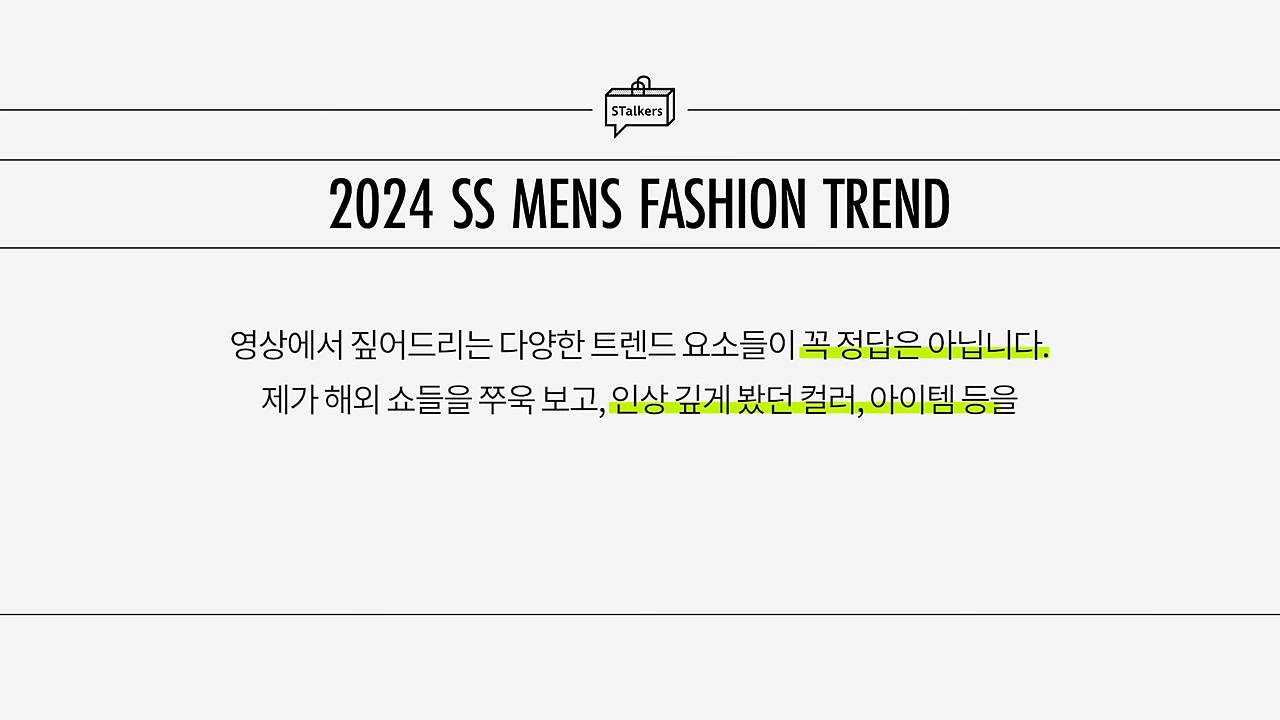 STalkers
2024 SS MENS FASHION TREND
영상에서 짚어드리는 다양한 트렌드 요소들이 꼭 정답은 아닙니다.
제가 해외 쇼들을 쭈욱 보고, 인상 깊게 봤던 컬러, 아이템 등을